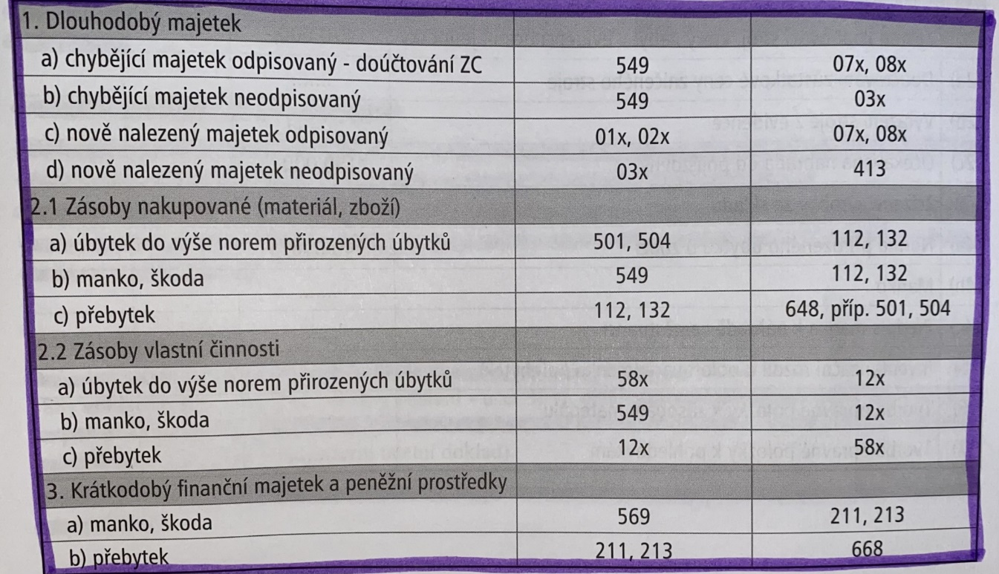 1. Dlouhodobý majetek
a) chybějící majetek odpisovaný - doúčtování ZC 549 07x, 08x
b) chybějící majetek neodpisovaný 549 03x
c) nově nalezený majetek odpisovaný 01x, 02x 07x, 08x
d) nově nalezený majetek neodpisovaný 03x 413
2.1 Zásoby nakupované (materiál, zboží)
a) úbytek do výše norem přirozených úbytků 501, 504 112, 132
b) manko, škoda 549 112, 132
c) přebytek 112, 132 648, příp. 501, 504
2.2 Zásoby vlastní činnosti
a) úbytek do výše norem přirozených úbytků 58x 12x
b) manko, škoda 549 12x
c) přebytek 12x 58x
3. Krátkodobý finanční majetek a peněžní prostředky
a) manko, škoda 569 211, 213
b) přebytek 211, 213 668